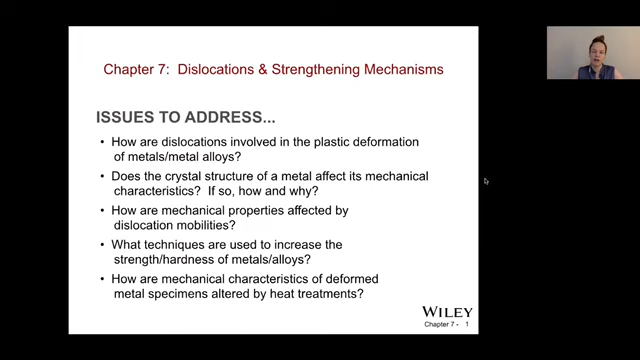 Chapter 7: Dislocations & Strengthening Mechanisms
ISSUES TO ADDRESS...
• How are dislocations involved in the plastic deformation
of metals/metal alloys?
• Does the crystal structure of a metal affect its mechanical
characteristics? If so, how and why?
• How are mechanical properties affected by
dislocation mobilities?
• What techniques are used to increase the
strength/hardness of metals/alloys?
• How are mechanical characteristics of deformed
metal specimens altered by heat treatments?
WILEY
Chapter 7 - 1